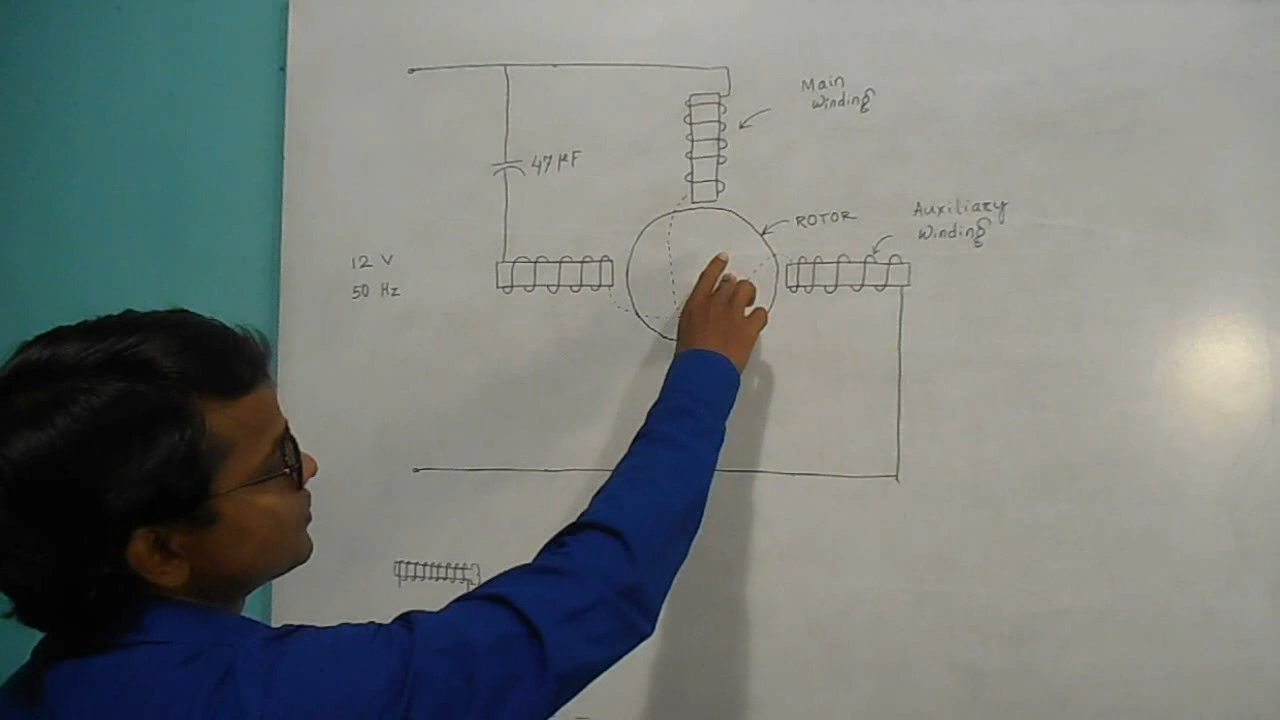 Main
Winding
47 µF
ROTOR
Auxiliary
Winding
12 V
50 Hz